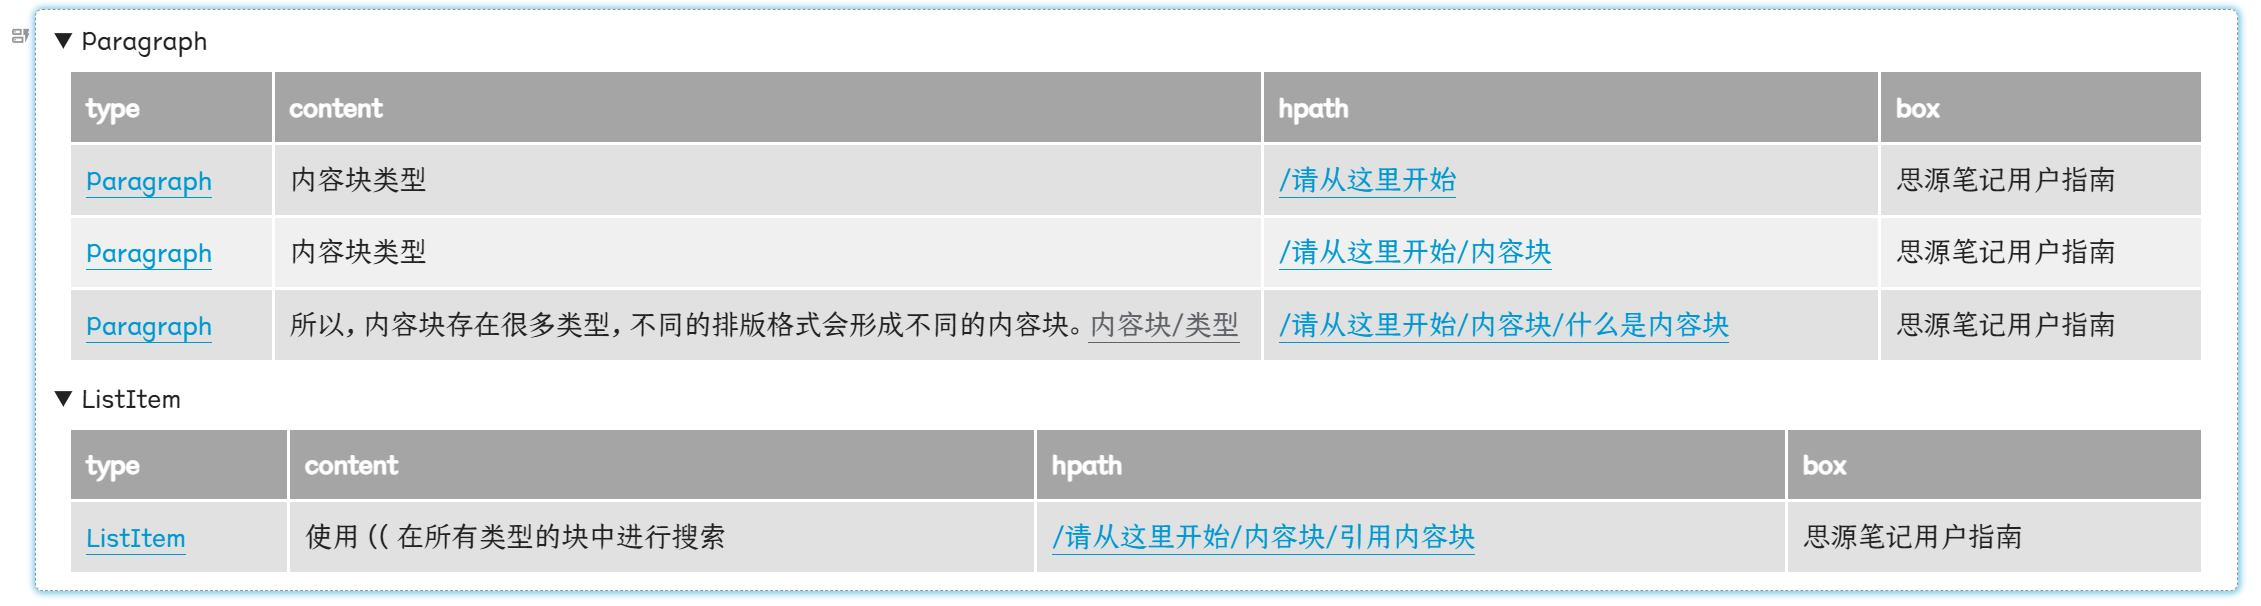 Paragraph
type content hpath box
Paragraph 内容块类型 /请从这里开始 思源笔记用户指南
Paragraph 内容块类型 /请从这里开始/内容块 思源笔记用户指南
Paragraph 所以，内容块存在很多类型，不同的排版格式会形成不同的内容块。内容块/类型 /请从这里开始/内容块/什么是内容块 思源笔记用户指南
ListItem
type content hpath box
ListItem 使用 (( 在所有类型的块中进行搜索 /请从这里开始/内容块/引用内容块 思源笔记用户指南